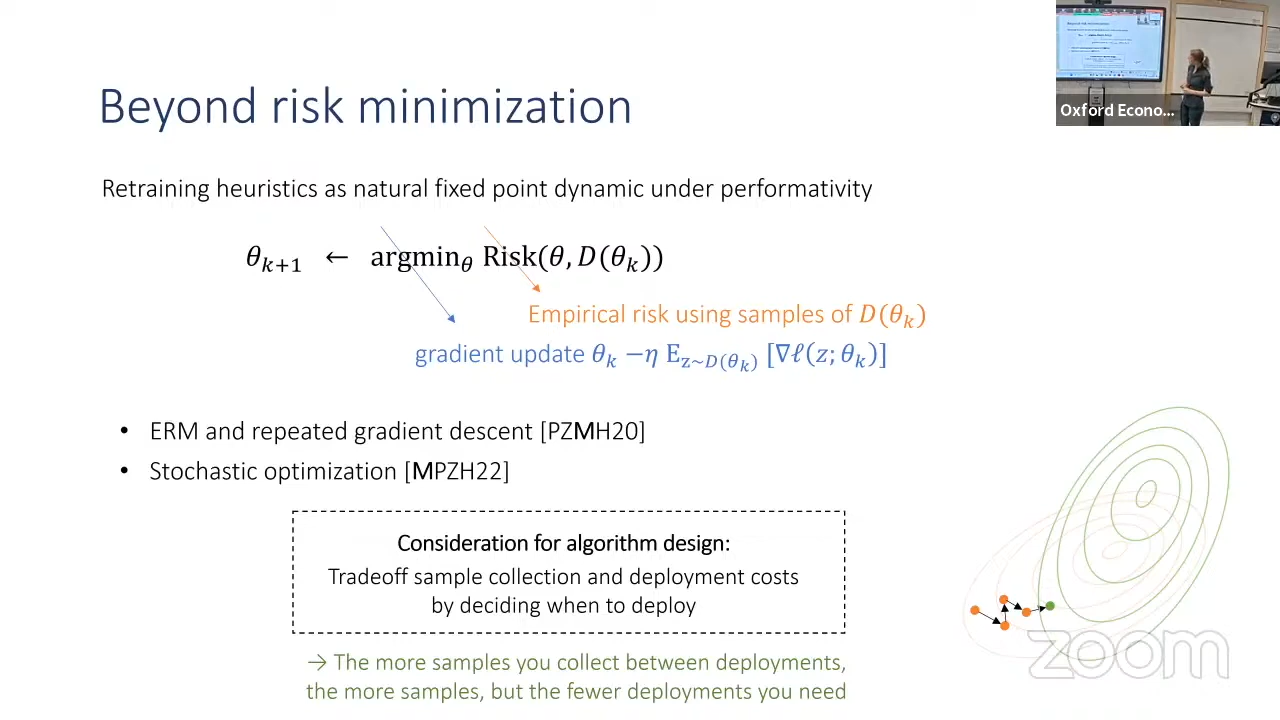 Beyond risk minimization
Oxford Econo...
Retraining heuristics as natural fixed point dynamic under performativity
θ_{k+1} ← argmin_θ Risk(θ, D(θ_k))
Empirical risk using samples of D(θ_k)
gradient update θ_k −η E_{z~D(θ_k)} [∇ℓ(z; θ_k)]
• ERM and repeated gradient descent [PZMH20]
• Stochastic optimization [MPZH22]
Consideration for algorithm design:
Tradeoff sample collection and deployment costs
by deciding when to deploy
→ The more samples you collect between deployments,
the more samples, but the fewer deployments you need
zoom